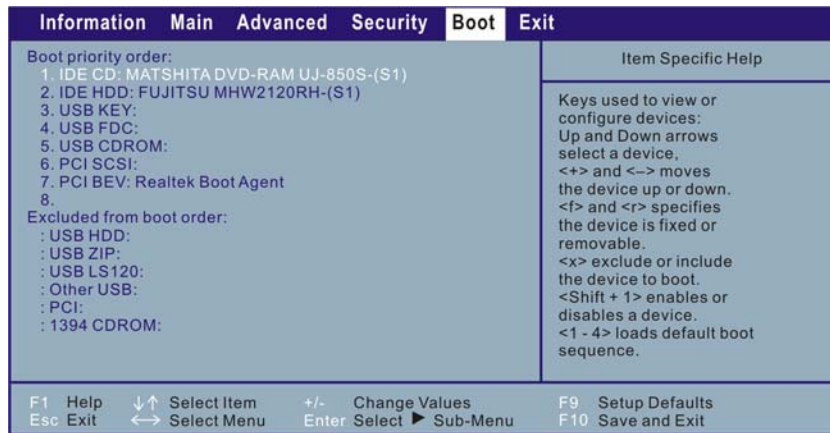 Information Main Advanced Security Boot Exit
Boot priority order:
1. IDE CD: MATSHITA DVD-RAM UJ-850S-(S1)
2. IDE HDD: FUJITSU MHW2120RH-(S1)
3. USB KEY:
4. USB FDC:
5. USB CDROM:
6. PCI SCSI:
7. PCI BEV: Realtek Boot Agent
8.
Excluded from boot order:
: USB HDD:
: USB ZIP:
: USB LS120:
: Other USB:
: PCI:
: 1394 CDROM:
Item Specific Help
Keys used to view or
configure devices:
Up and Down arrows
select a device,
<+> and <–> moves
the device up or down.
<f> and <r> specifies
the device is fixed or
removable.
<x> exclude or include
the device to boot.
<Shift + 1> enables or
disables a device.
<1 - 4> loads default boot
sequence.
F1 Help ↓↑ Select Item +/- Change Values F9 Setup Defaults
Esc Exit ←→ Select Menu Enter Select ▶ Sub-Menu F10 Save and Exit